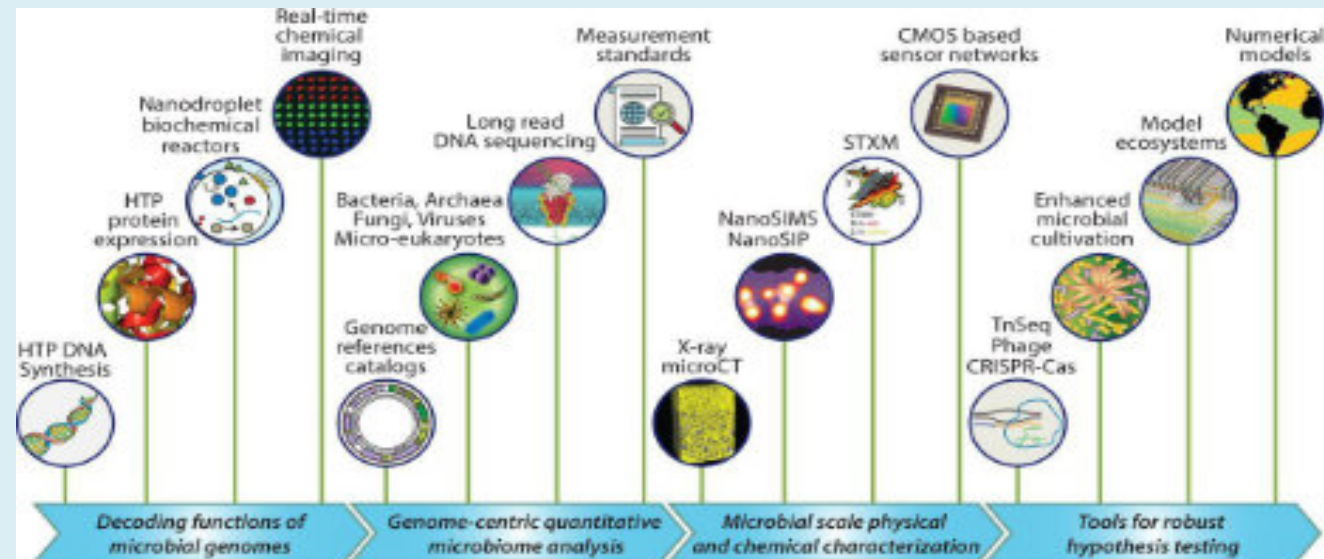 Real-time
chemical
imaging
Measurement
standards
CMOS based
sensor networks
Numerical
models
Nanodroplet
biochemical
reactors
Long read
DNA sequencing
STXM
Model
ecosystems
HTP
protein
expression
Bacteria, Archaea
Fungi, Viruses
Micro-eukaryotes
NanoSIMS
NanoSIP
Enhanced
microbial
cultivation
HTP DNA
Synthesis
Genome
references
catalogs
X-ray
microCT
TnSeq
Phage
CRISPR-Cas
Decoding functions of
microbial genomes
Genome-centric quantitative
microbiome analysis
Microbial scale physical
and chemical characterization
Tools for robust
hypothesis testing